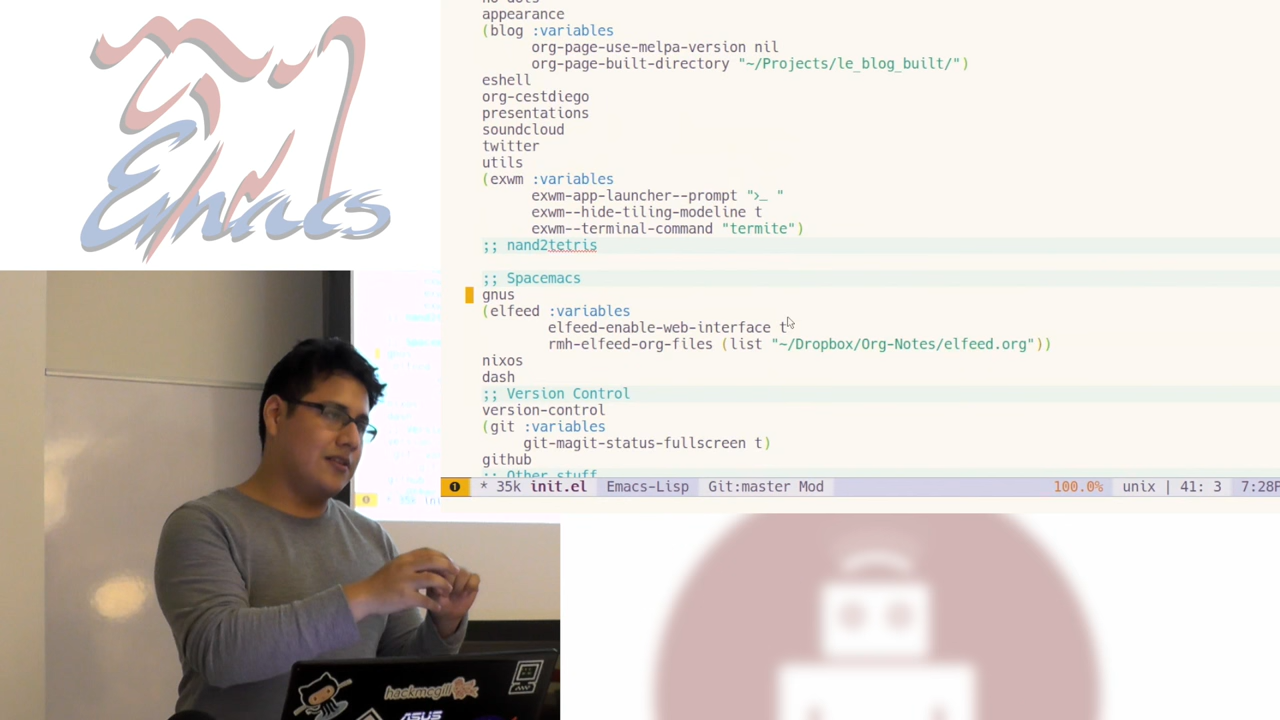 Emacs
appearance
(blog :variables
org-page-use-melpa-version nil
org-page-built-directory "~/Projects/le_blog_built/")
eshell
org-cestdiego
presentations
soundcloud
twitter
utils
(exwm :variables
exwm-app-launcher--prompt ">_ "
exwm--hide-tiling-modeline t
exwm--terminal-command "termite")
;; nand2tetris
;; Spacemacs
gnus
(elfeed :variables
elfeed-enable-web-interface t
rmh-elfeed-org-files (list "~/Dropbox/Org-Notes/elfeed.org"))
nixos
dash
;; Version Control
version-control
(git :variables
git-magit-status-fullscreen t)
github
;; Other stuff
1 * 35k init.el Emacs-Lisp Git:master Mod 100.0% unix | 41: 3 7:28P
hackmcgill
ASUS